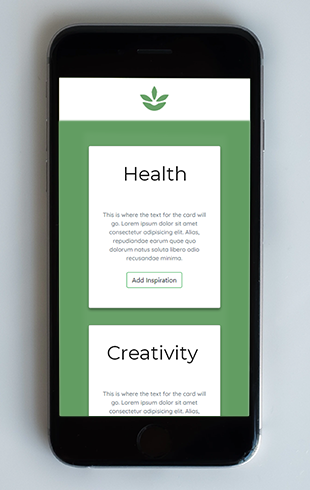 Health
This is where the text for the card will
go. Lorem ipsum dolor sit amet
consectetur adipisicing elit. Alias,
repudiandae earum quae quo
dolorum natus soluta libero odio
recusandae minima.
Add Inspiration
Creativity
This is where the text for the card will
go. Lorem ipsum dolor sit amet
consectetur adipisicing elit. Alias,